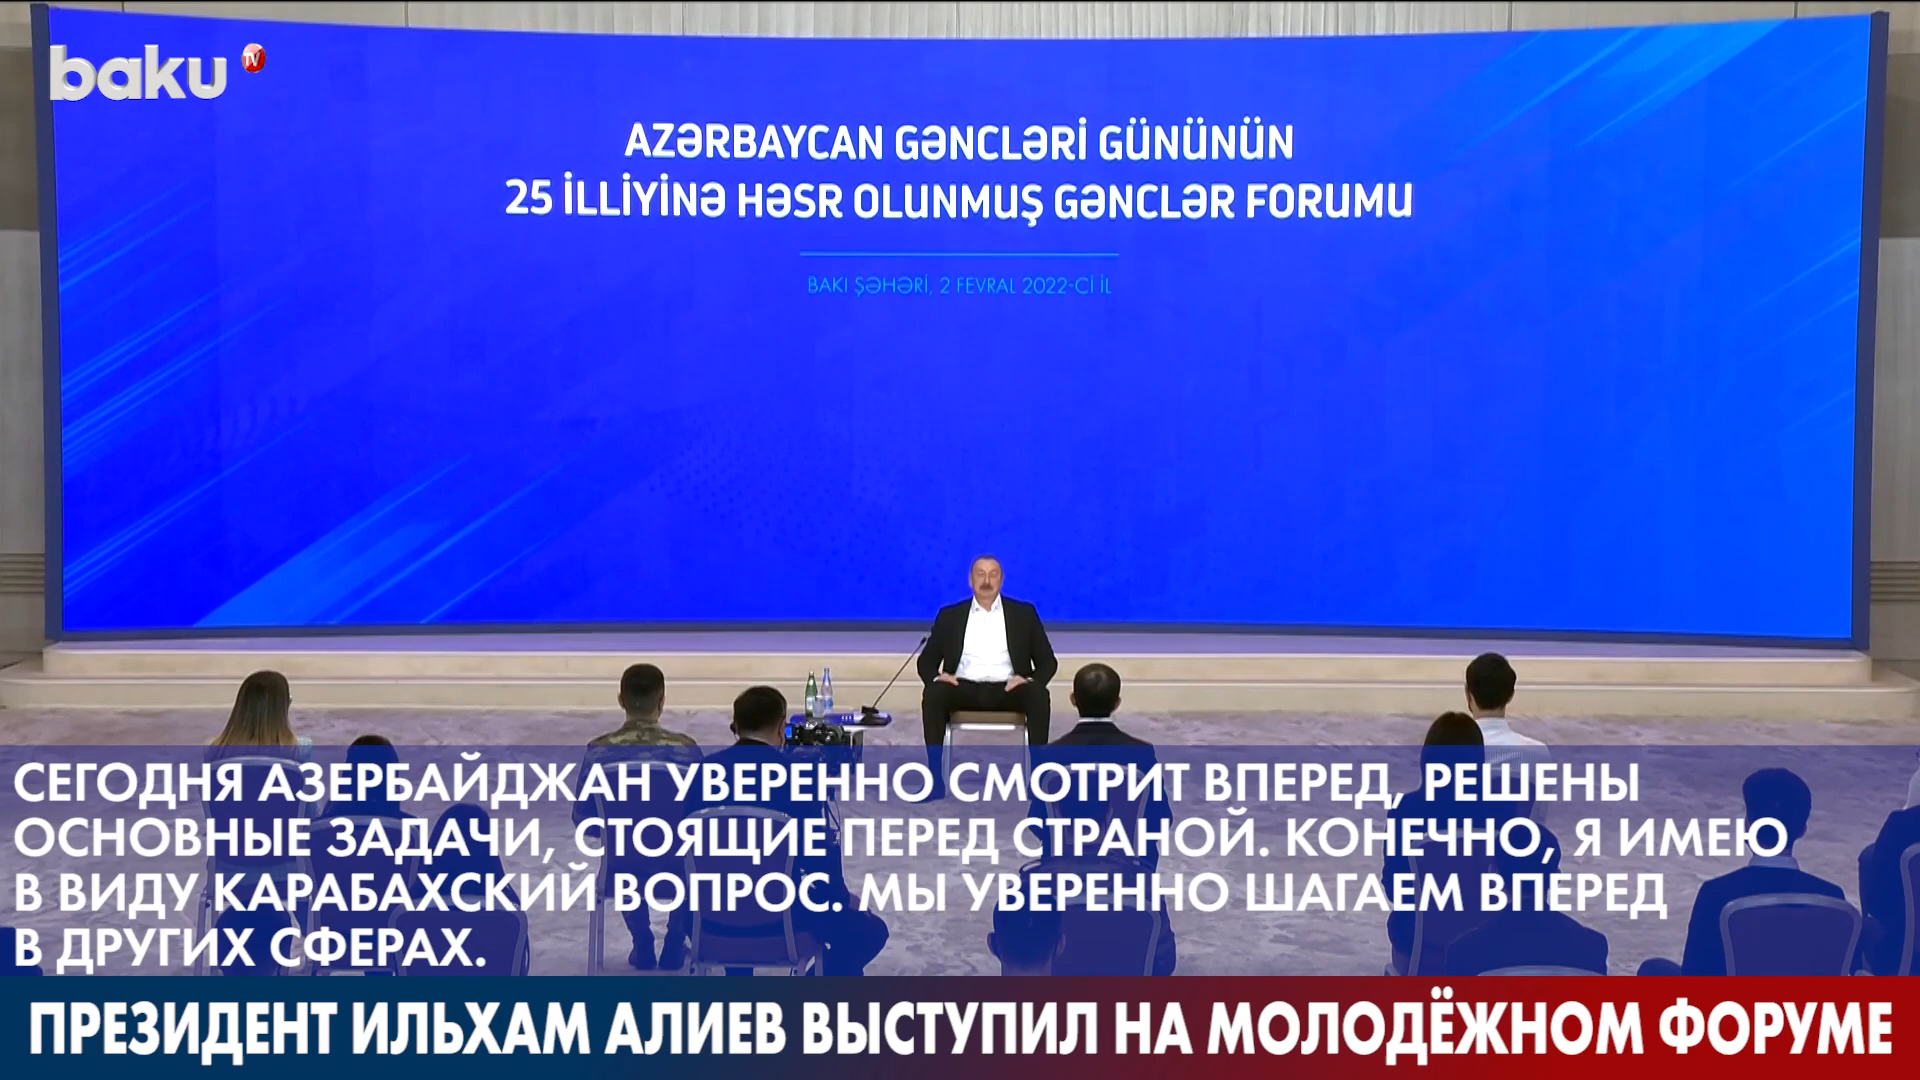 baku TV
AZƏRBAYCAN GƏNCLƏRİ GÜNÜNÜN
25 İLLİYİNƏ HƏSR OLUNMUŞ GƏNCLƏR FORUMU
BAKI ŞƏHƏRİ, 2 FEVRAL 2022-Cİ İL
СЕГОДНЯ АЗЕРБАЙДЖАН УВЕРЕННО СМОТРИТ ВПЕРЕД, РЕШЕНЫ
ОСНОВНЫЕ ЗАДАЧИ, СТОЯЩИЕ ПЕРЕД СТРАНОЙ. КОНЕЧНО, Я ИМЕЮ
В ВИДУ КАРАБАХСКИЙ ВОПРОС. МЫ УВЕРЕННО ШАГАЕМ ВПЕРЕД
В ДРУГИХ СФЕРАХ.
ПРЕЗИДЕНТ ИЛЬХАМ АЛИЕВ ВЫСТУПИЛ НА МОЛОДЁЖНОМ ФОРУМЕ